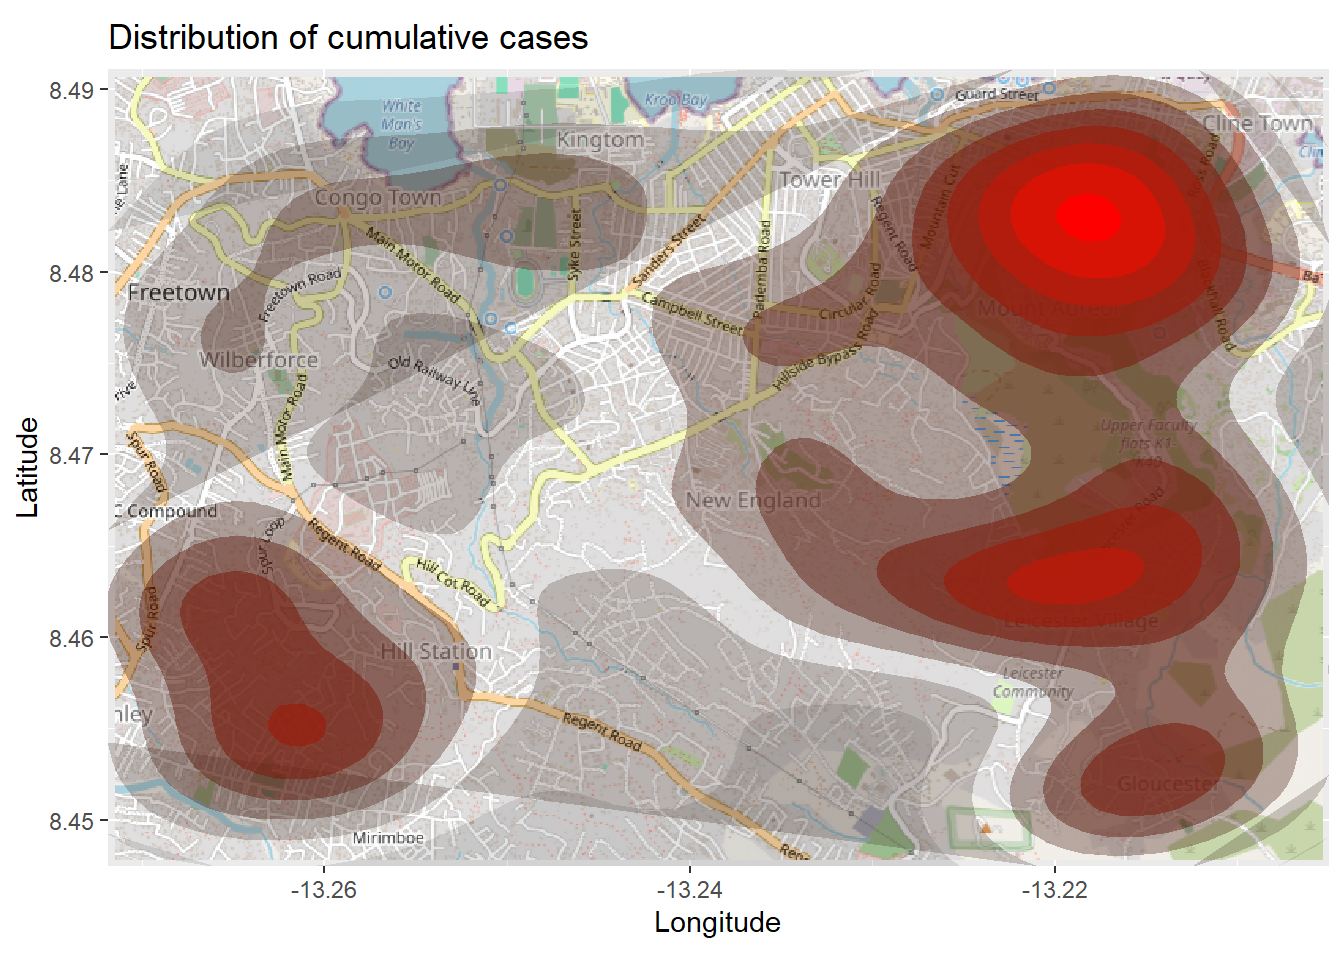 Distribution of cumulative cases
8.49
8.48
8.47
8.46
8.45
Latitude
White
Man's
Bay
Kroo Bay
Guard Street
Cline Town
Kingtom
Tower Hill
Congo Town
Mountain Cut
Ross Road
Regent Road
Syke Street
Sanders Street
Pademba Road
Main Motor Road
Freetown
Freetown Road
Campbell Street
Circular Road
Mount Aureol
Wilberforce
Old Railway Line
Hillside Bypass Road
Main Motor Road
Spur Road
Upper Faculty
flats K1-
K40
New England
Compound
Spur Loop
Regent Road
Hill Cot Road
Spur Road
Hill Station
Leicester Village
Leicester
Community
Regent Road
Gloucester
Mirimboe
-13.26
-13.24
-13.22
Longitude